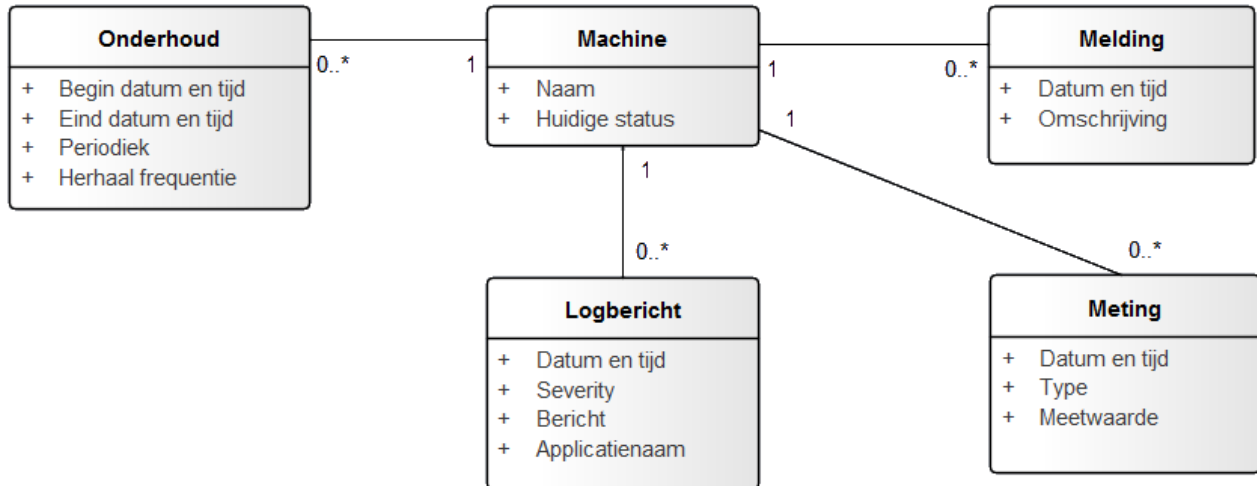 Onderhoud
+ Begin datum en tijd
+ Eind datum en tijd
+ Periodiek
+ Herhaal frequentie
0..*
1
Machine
+ Naam
+ Huidige status
1
0..*
Melding
+ Datum en tijd
+ Omschrijving
1
0..*
Logbericht
+ Datum en tijd
+ Severity
+ Bericht
+ Applicatienaam
1
0..*
Meting
+ Datum en tijd
+ Type
+ Meetwaarde